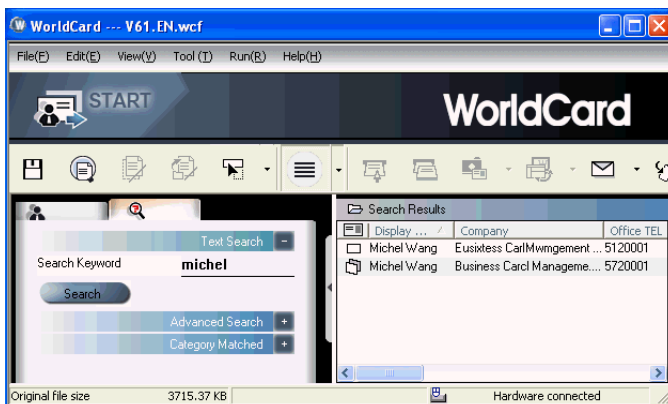 WorldCard --- V61.EN.wcf
File(F) Edit(E) View(V) Tool (T) Run(R) Help(H)
START
WorldCard
Search Results
Display ... Company Office TEL
Text Search
Search Keyword michel
Michel Wang Eusixtess CarlMwmgement ... 5120001
Michel Wang Business Carcl Manageme.... 5720001
Search
Advanced Search
Category Matched
Original file size 3715.37 KB Hardware connected